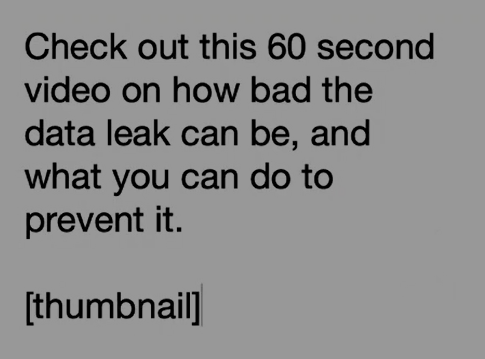 Check out this 60 second
video on how bad the
data leak can be, and
what you can do to
prevent it.
[thumbnail]